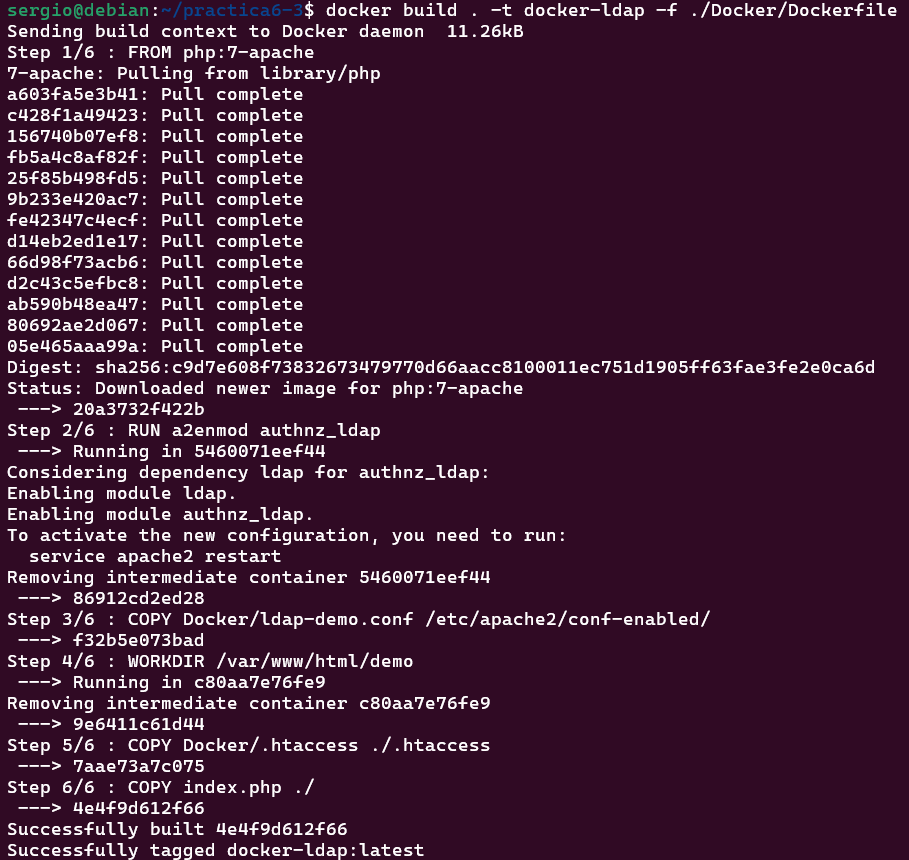 sergio@debian:~/practica6-3$ docker build . -t docker-ldap -f ./Docker/Dockerfile
Sending build context to Docker daemon  11.26kB
Step 1/6 : FROM php:7-apache
7-apache: Pulling from library/php
a603fa5e3b41: Pull complete
c428f1a49423: Pull complete
156740b07ef8: Pull complete
fb5a4c8af82f: Pull complete
25f85b498fd5: Pull complete
9b233e420ac7: Pull complete
fe42347c4ecf: Pull complete
d14eb2ed1e17: Pull complete
66d98f73acb6: Pull complete
d2c43c5efbc8: Pull complete
ab590b48ea47: Pull complete
80692ae2d067: Pull complete
05e465aaa99a: Pull complete
Digest: sha256:c9d7e608f73832673479770d66aacc8100011ec751d1905ff63fae3fe2e0ca6d
Status: Downloaded newer image for php:7-apache
 ---> 20a3732f422b
Step 2/6 : RUN a2enmod authnz_ldap
 ---> Running in 5460071eef44
Considering dependency ldap for authnz_ldap:
Enabling module ldap.
Enabling module authnz_ldap.
To activate the new configuration, you need to run:
  service apache2 restart
Removing intermediate container 5460071eef44
 ---> 86912cd2ed28
Step 3/6 : COPY Docker/ldap-demo.conf /etc/apache2/conf-enabled/
 ---> f32b5e073bad
Step 4/6 : WORKDIR /var/www/html/demo
 ---> Running in c80aa7e76fe9
Removing intermediate container c80aa7e76fe9
 ---> 9e6411c61d44
Step 5/6 : COPY Docker/.htaccess ./.htaccess
 ---> 7aae73a7c075
Step 6/6 : COPY index.php ./
 ---> 4e4f9d612f66
Successfully built 4e4f9d612f66
Successfully tagged docker-ldap:latest